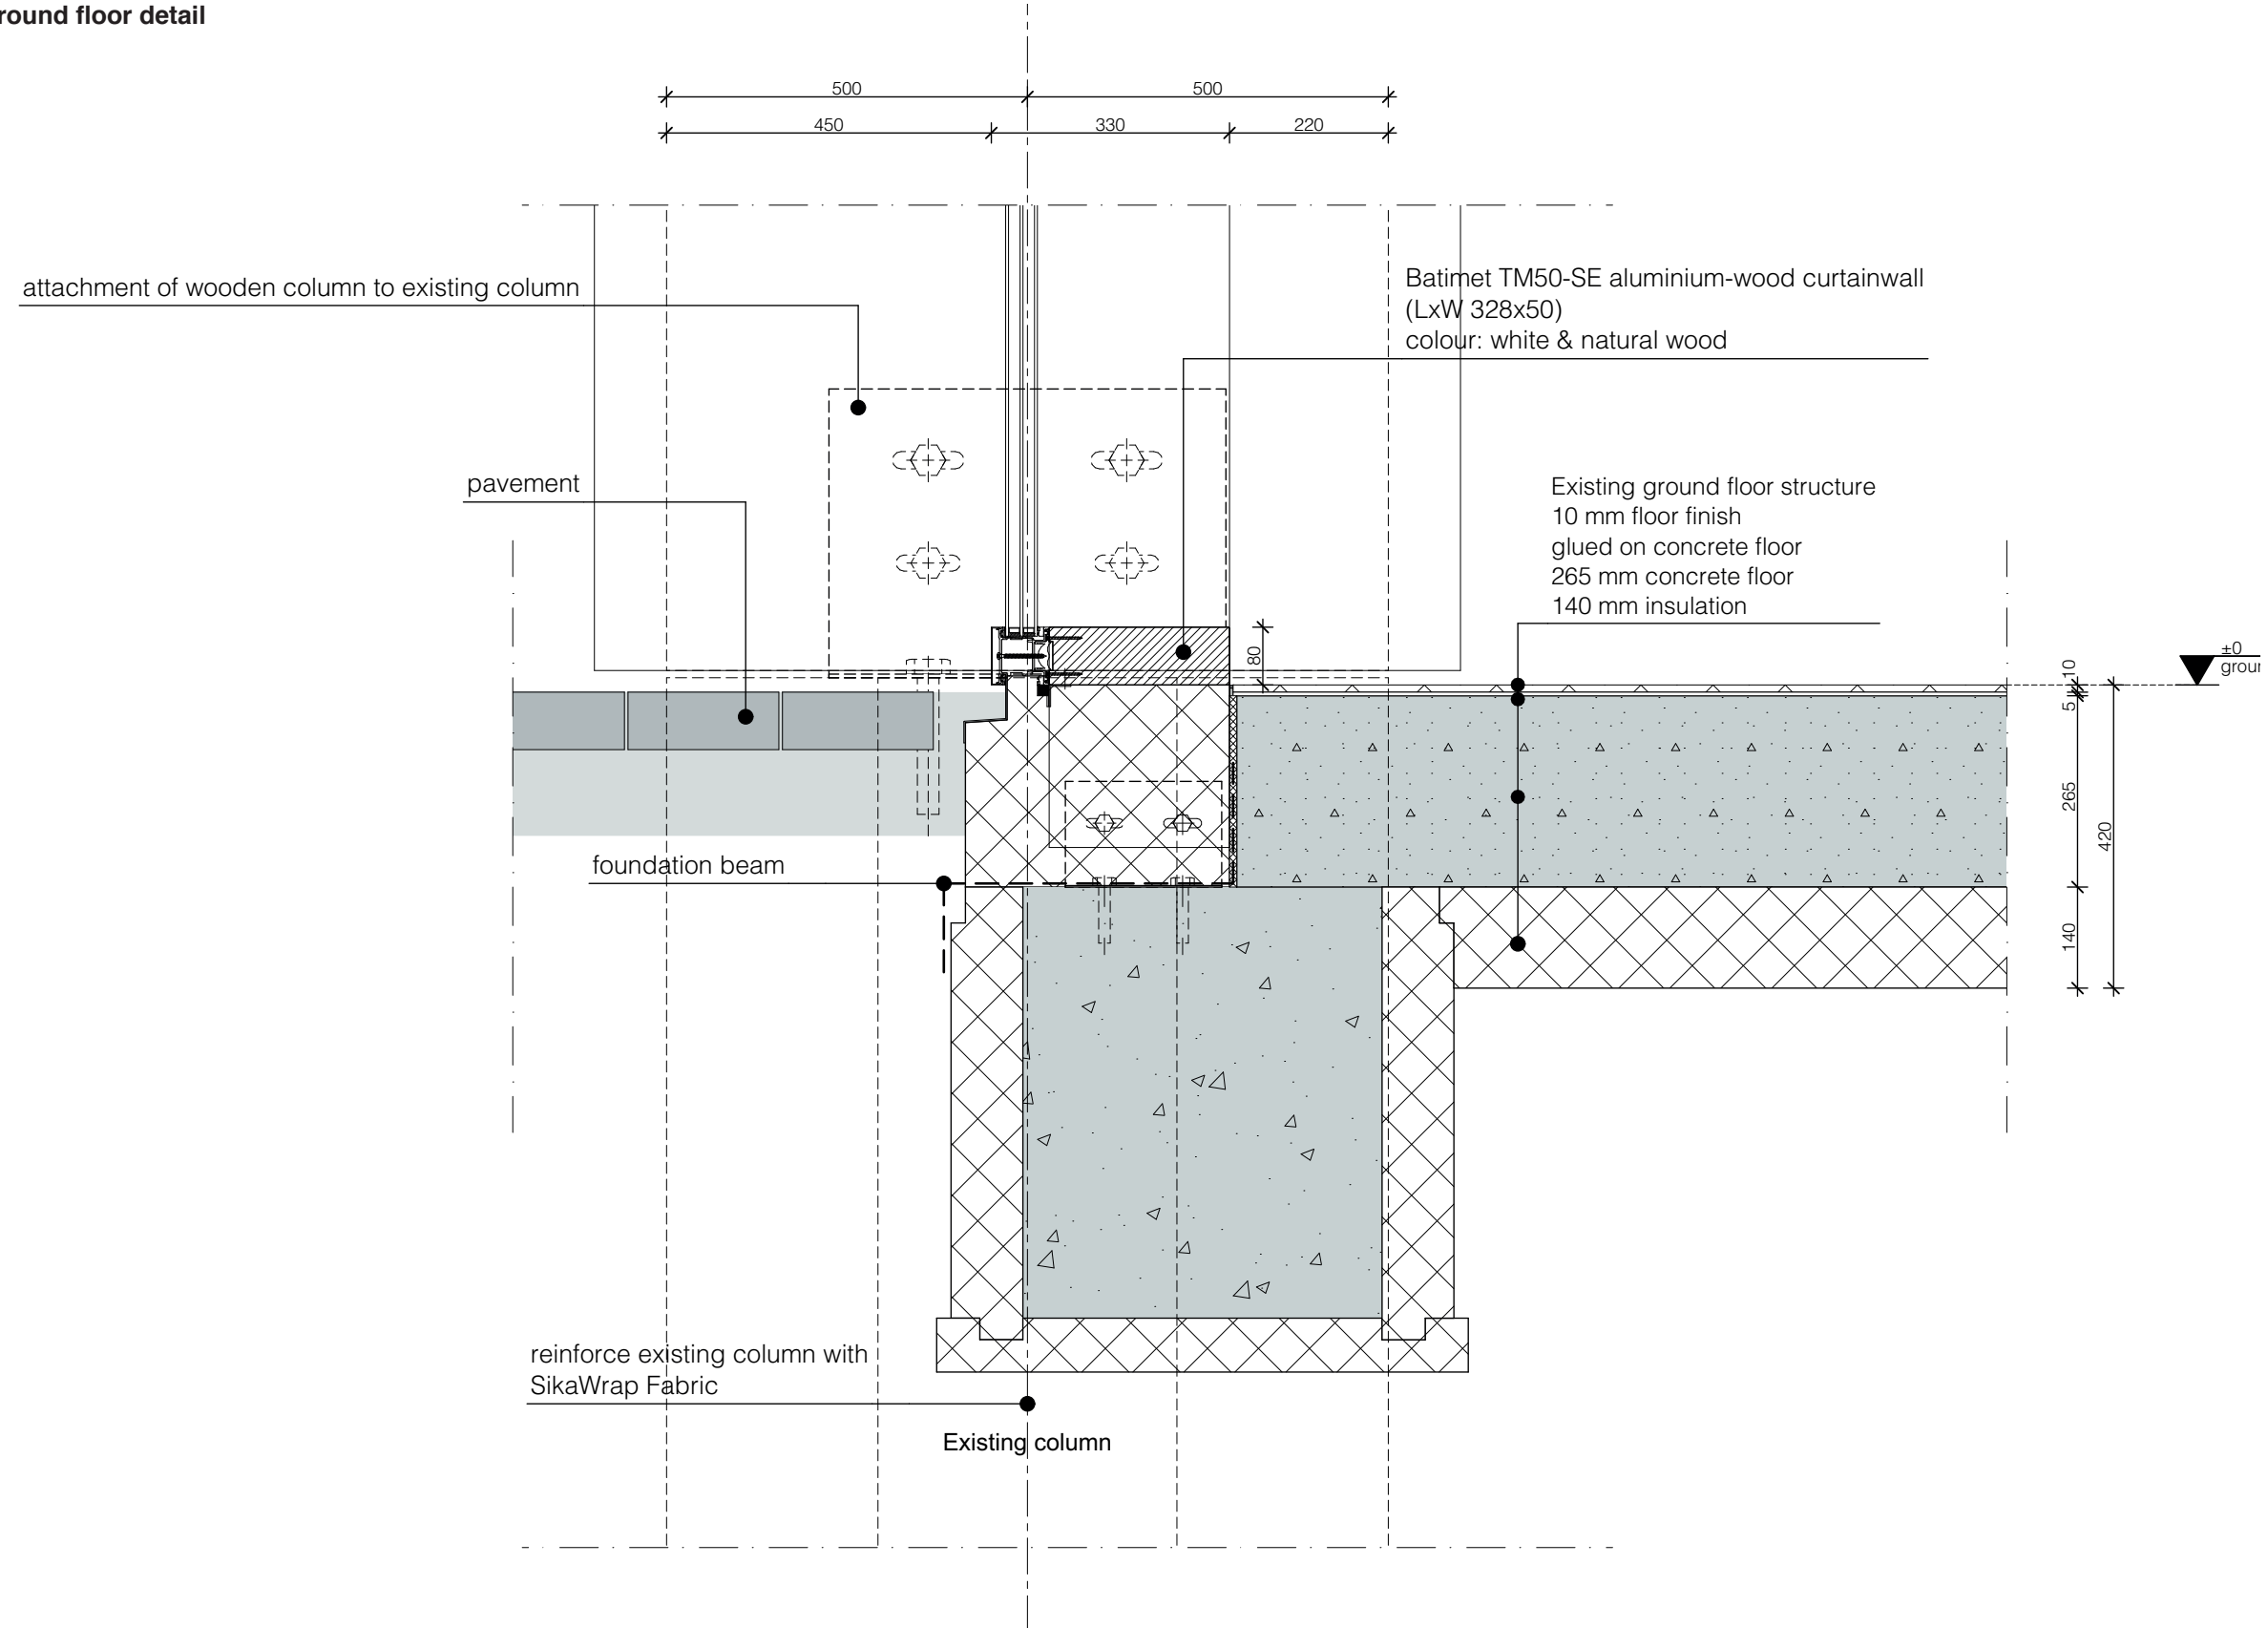 round floor detail
500
500
450
330
220
attachment of wooden column to existing column
Batimet TM50-SE aluminium-wood curtainwall
(LxW 328x50)
colour: white & natural wood
pavement
Existing ground floor structure
10 mm floor finish
glued on concrete floor
265 mm concrete floor
140 mm insulation
80
10
5
265
140
420
±0
grour
foundation beam
reinforce existing column with
SikaWrap Fabric
Existing column